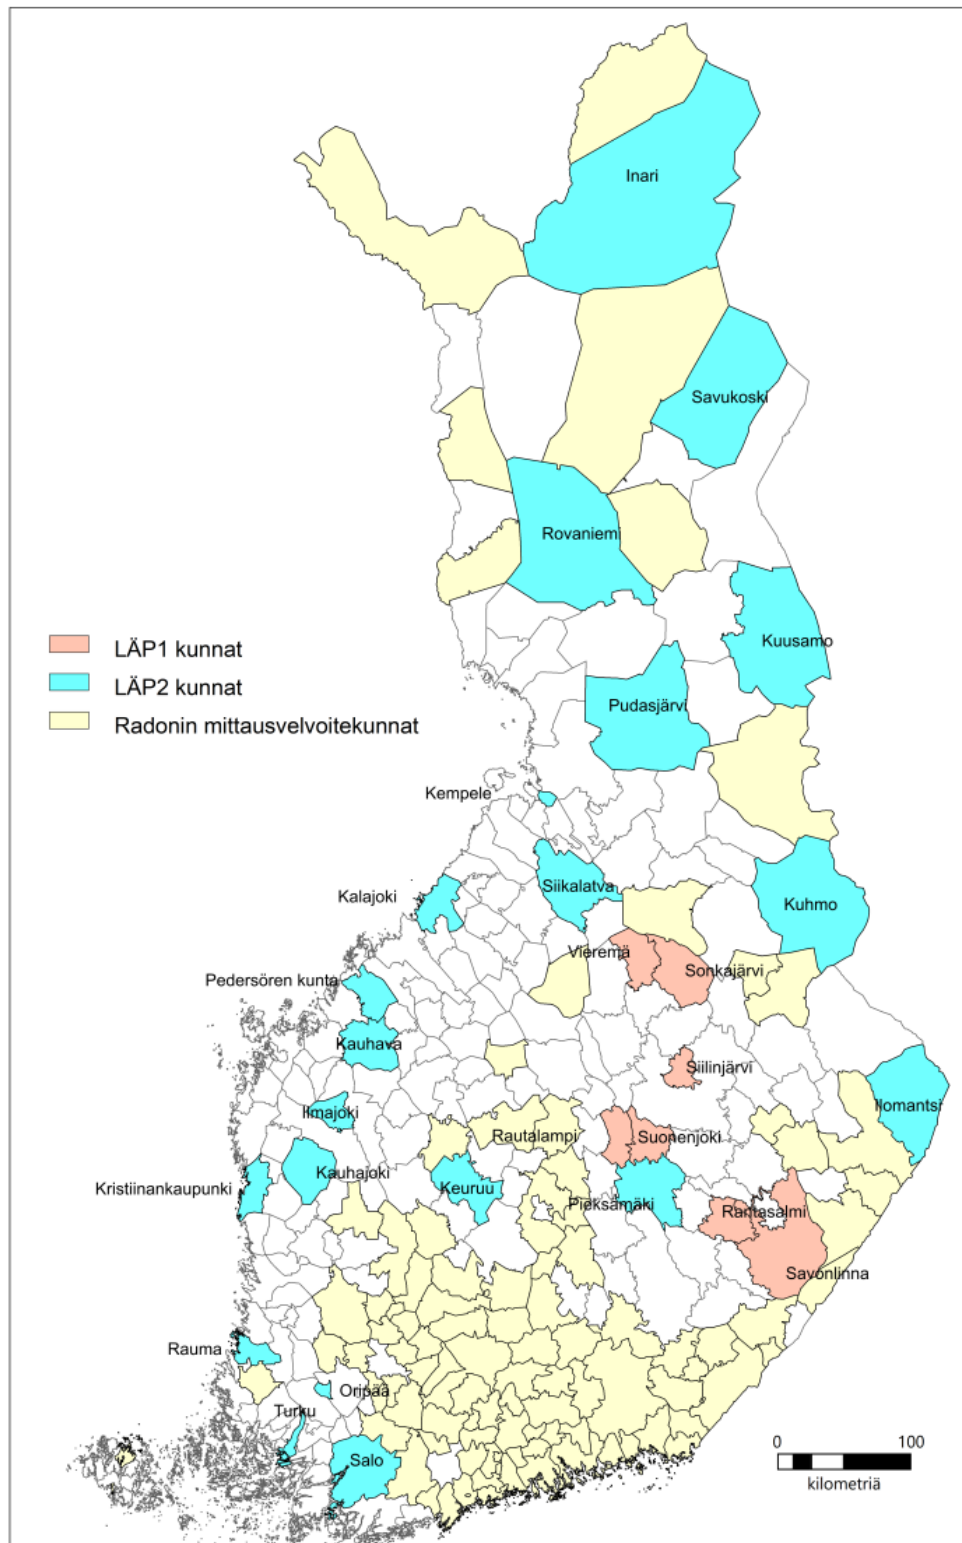 Inari
Savukoski
Rovaniemi
Kuusamo
LÄP1 kunnat
LÄP2 kunnat
Radonin mittausvelvoitekunnat
Pudasjärvi
Kempele
Siikalatva
Kalajoki
Kuhmo
Vieremä
Sonkajärvi
Pedersören kunta
Kauhava
Siilinjärvi
Ilmajoki
Ilomantsi
Rautalampi
Suonenjoki
Kauhajoki
Keuruu
Kristiinankaupunki
Pieksämäki
Rantasalmi
Savonlinna
Rauma
Oripää
Turku
Salo
0 100
kilometriä